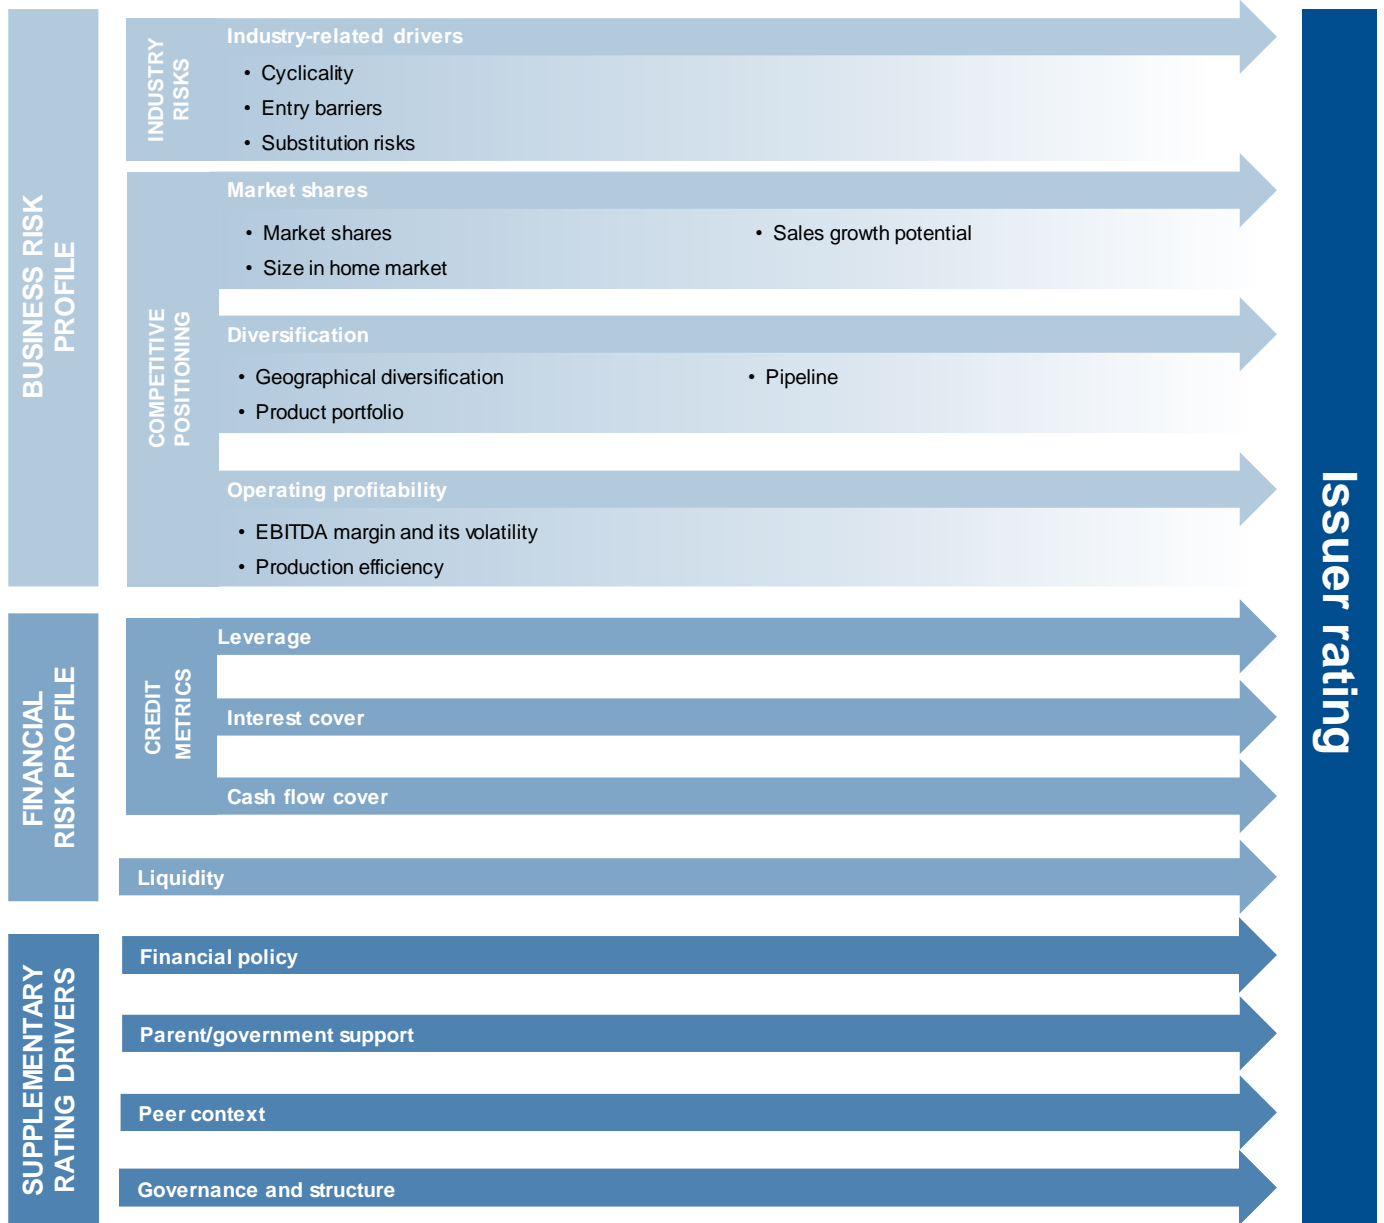 BUSINESS RISK
PROFILE
INDUSTRY
RISKS
Industry-related drivers
• Cyclicality
• Entry barriers
• Substitution risks
COMPETITIVE
POSITIONING
Market shares
• Market shares
• Size in home market
• Sales growth potential
Diversification
• Geographical diversification
• Product portfolio
• Pipeline
Operating profitability
• EBITDA margin and its volatility
• Production efficiency
FINANCIAL
RISK PROFILE
CREDIT
METRICS
Leverage
Interest cover
Cash flow cover
Liquidity
SUPPLEMENTARY
RATING DRIVERS
Financial policy
Parent/government support
Peer context
Governance and structure
Issuer rating